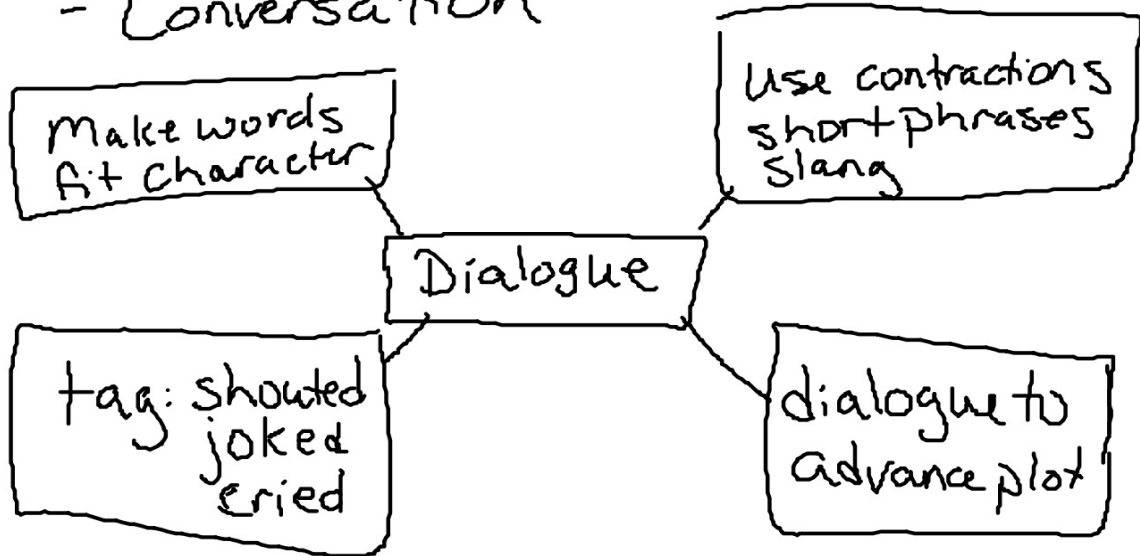 - Conversation
Make words
fit character
Use contractions
short phrases
slang
Dialogue
tag: shouted
joked
cried
dialogue to
advance plot